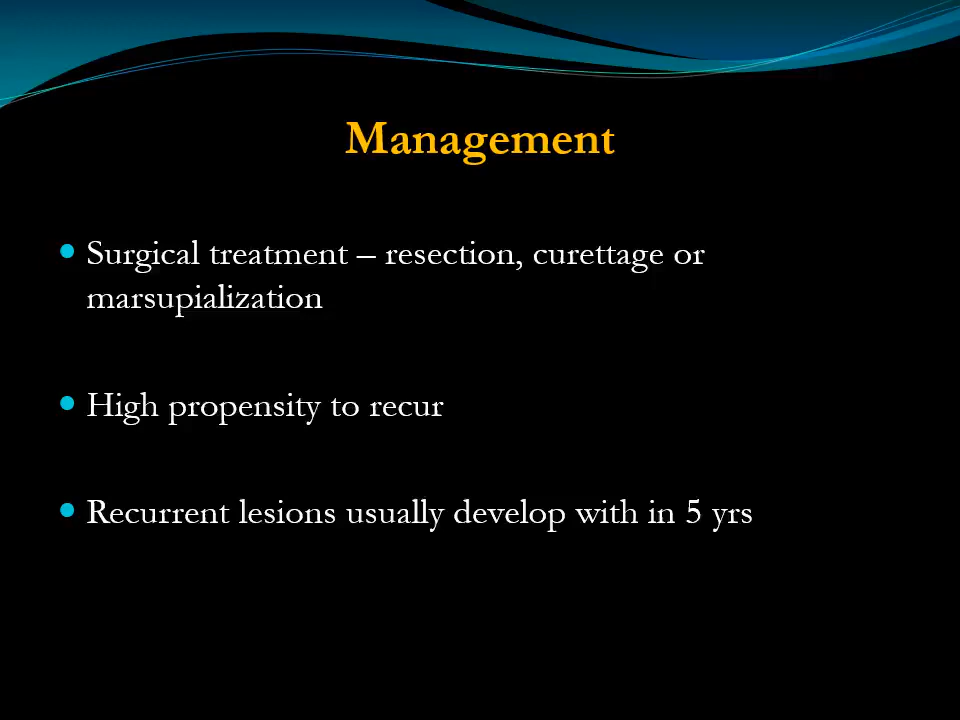 Management
Surgical treatment – resection, curettage or
marsupialization
High propensity to recur
Recurrent lesions usually develop with in 5 yrs